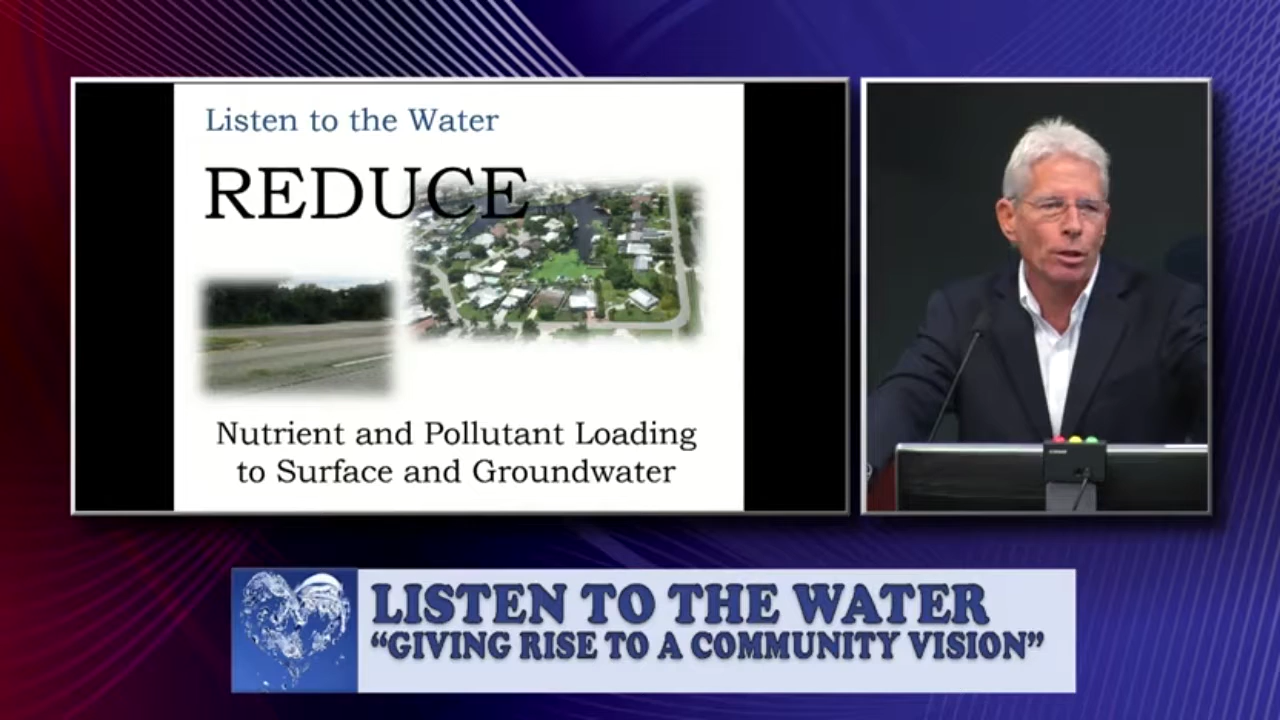 Listen to the Water
REDUCE
Nutrient and Pollutant Loading
to Surface and Groundwater
LISTEN TO THE WATER
“GIVING RISE TO A COMMUNITY VISION”